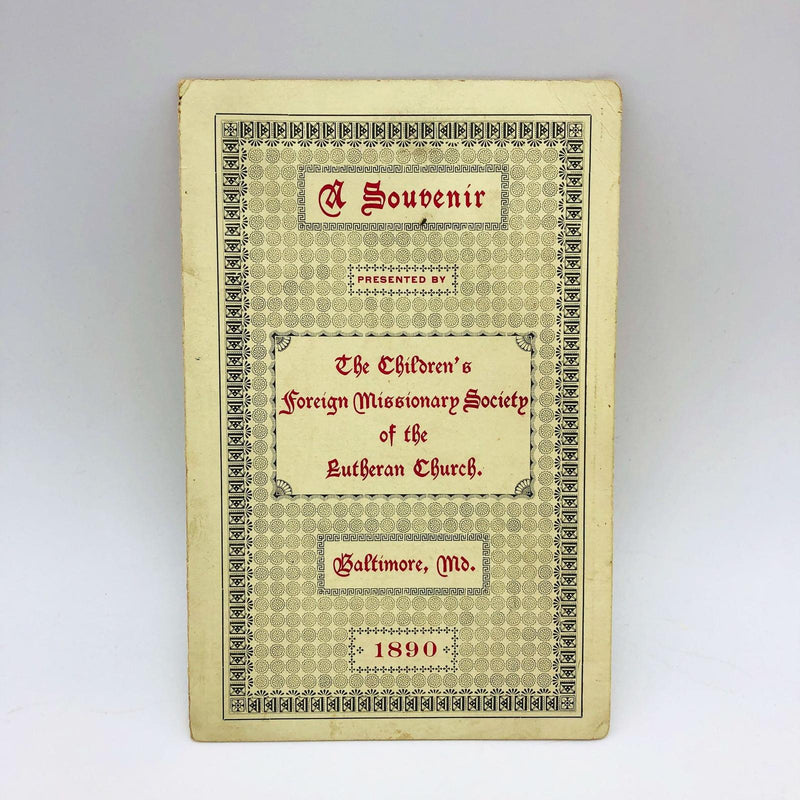 A Souvenir
PRESENTED BY
The Children's
Foreign Missionary Society
of the
Lutheran Church.
Baltimore, Md.
1890